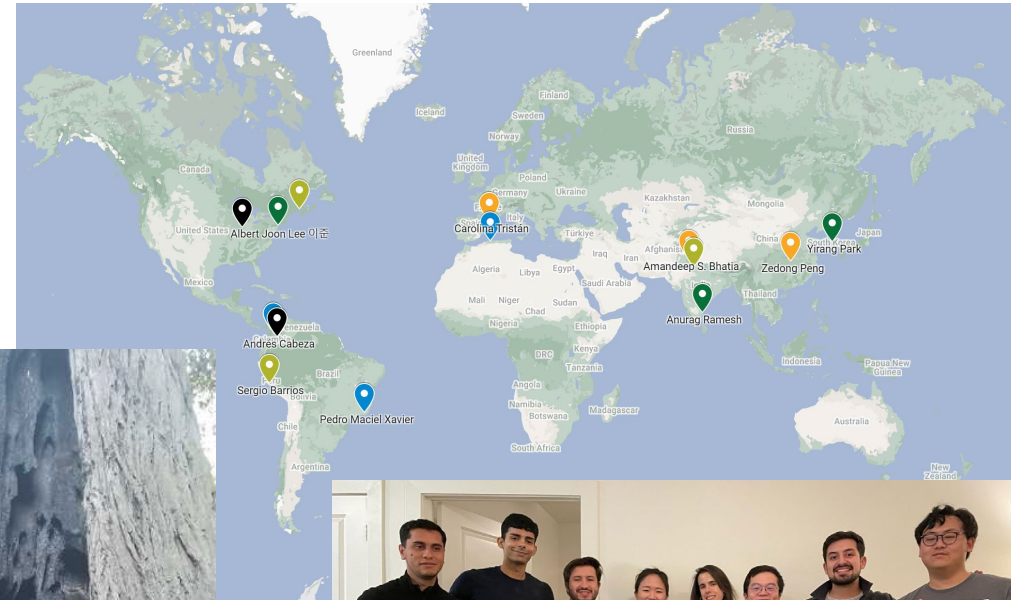 Greenland
Iceland
Finland
Sweden
Norway
Russia
Canada
United
Kingdom
Poland
Germany
Ukraine
Kazakhstan
Mongolia
United States
Albert Joon Lee 이준
Italy
Carolina Tristán
Türkiye
China
South Korea
Japan
Yirang Park
Afghanis
Iraq
Iran
Amandeep S. Bhatia
Zedong Peng
Algeria
Libya
Egypt
Saudi Arabia
Mexico
Mali
Niger
Chad
Sudan
Thailand
Anurag Ramesh
Nigeria
Ethiopia
enezuela
Andrés Cabeza
Kenya
DRC
Tanzania
Indonesia
Papua New
Guinea
Brazil
Peru
Sergio Barrios
Bolivia
Angola
Namibia
Botswana
Madagascar
Pedro Maciel Xavier
Chile
Australia
South Africa
Argentina
New
Zealand